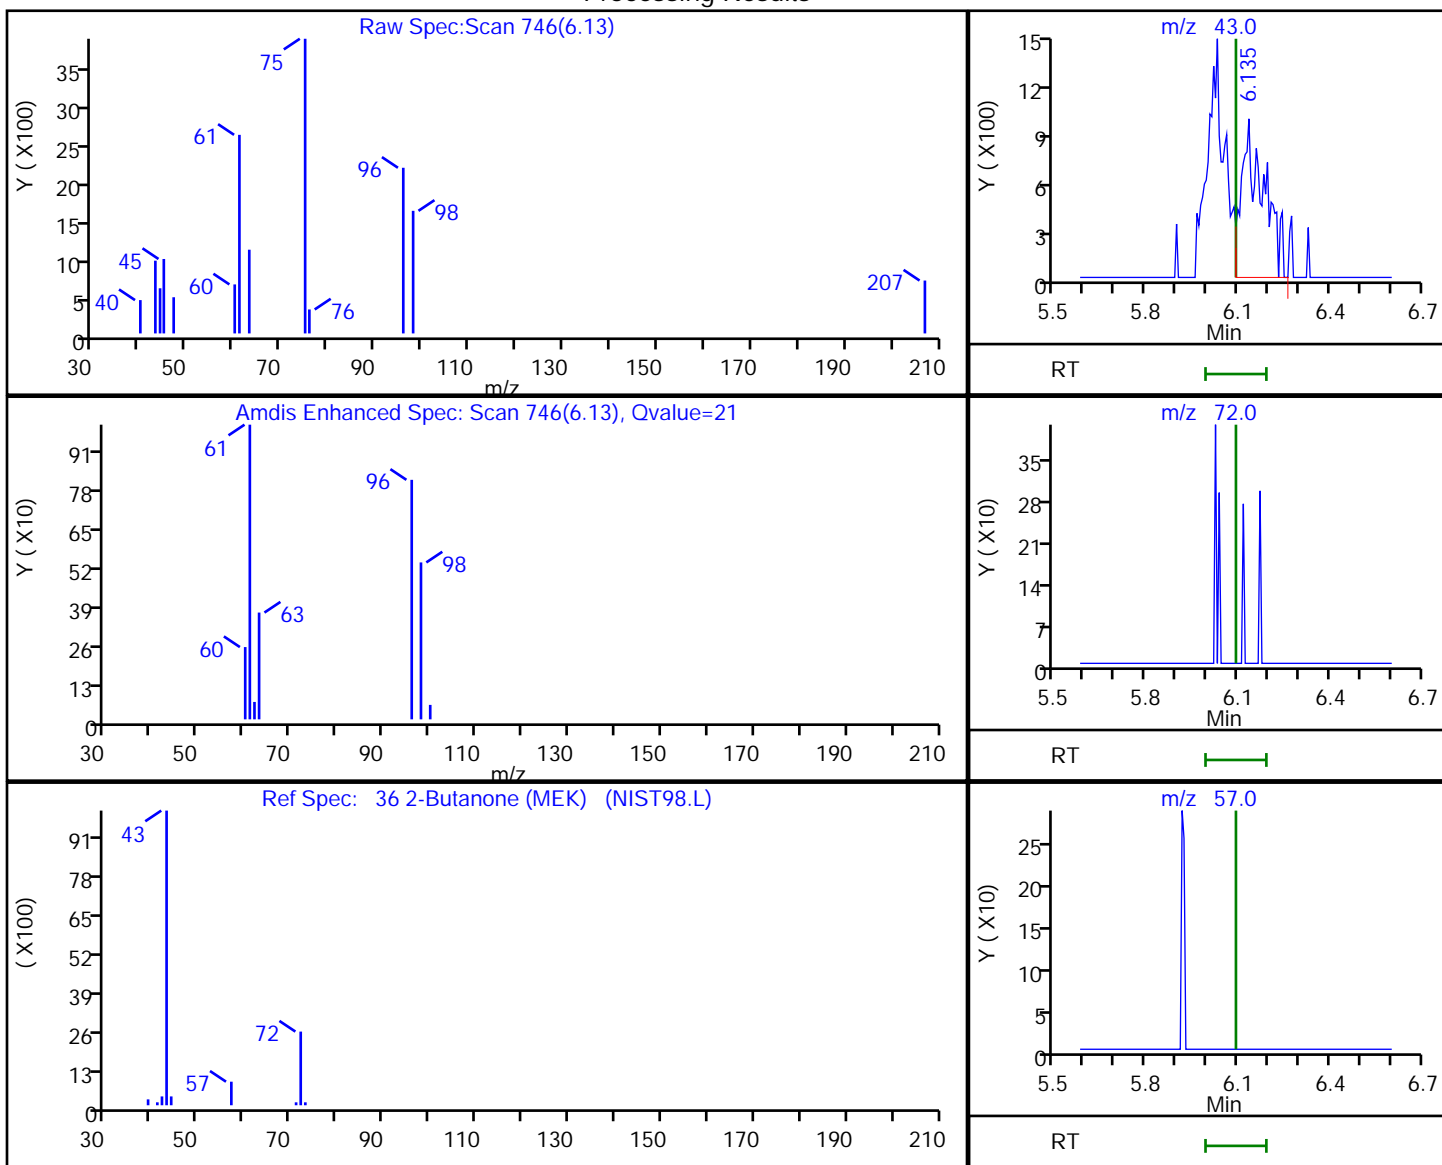 Processing Results
Raw Spec:Scan 746(6.13)
Y ( X100)
35
30
25
20
15
10
5
0
75
61
96
98
45
60
40
76
207
30 50 70 90 110 130 150 170 190 210
m/z
m/z 43.0
Y ( X100)
15
12
9
6
3
0
6.135
5.5 5.8 6.1 6.4 6.7
Min
RT
Amdis Enhanced Spec: Scan 746(6.13), Qvalue=21
Y ( X10)
91
78
65
52
39
26
13
0
61
96
98
63
60
30 50 70 90 110 130 150 170 190 210
m/z
m/z 72.0
Y ( X10)
35
28
21
14
7
0
5.5 5.8 6.1 6.4 6.7
Min
RT
Ref Spec: 36 2-Butanone (MEK) (NIST98.L)
( X100)
91
78
65
52
39
26
13
0
43
72
57
30 50 70 90 110 130 150 170 190 210
m/z 57.0
Y ( X10)
25
20
15
10
5
0
5.5 5.8 6.1 6.4 6.7
Min
RT